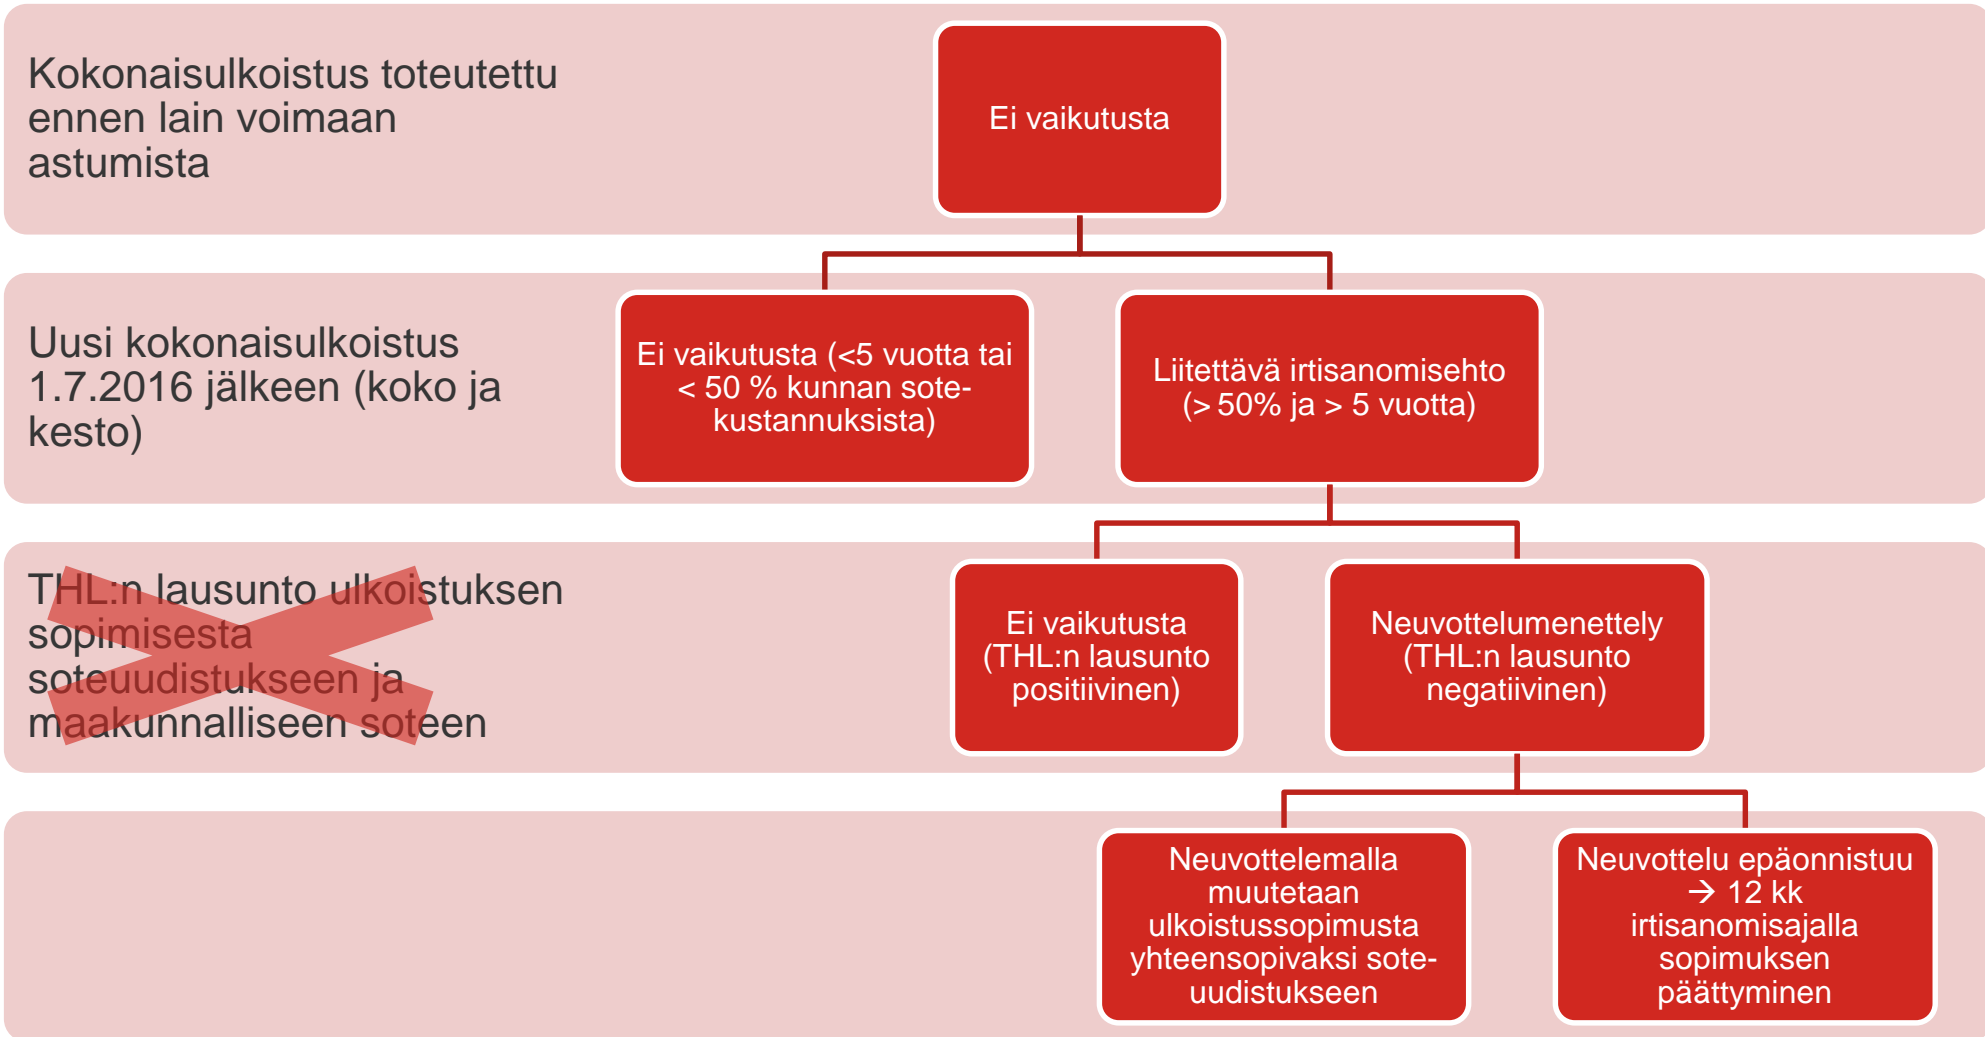 Kokonaisulkoistus toteutettu
ennen lain voimaan
astumista
Ei vaikutusta
Uusi kokonaisulkoistus
1.7.2016 jälkeen (koko ja
kesto)
Ei vaikutusta (<5 vuotta tai
< 50 % kunnan sote-
kustannuksista)
Liitettävä irtisanomisehto
(> 50% ja > 5 vuotta)
THL:n lausunto ulkoistuksen
sopimisesta
soteuudistukseen ja
maakunnalliseen soteen
Ei vaikutusta
(THL:n lausunto
positiivinen)
Neuvottelumenettely
(THL:n lausunto
negatiivinen)
Neuvottelemalla
muutetaan
ulkoistussopimusta
yhteensopivaksi sote-
uudistukseen
Neuvottelu epäonnistuu
→ 12 kk
irtisanomisajalla
sopimuksen
päättyminen